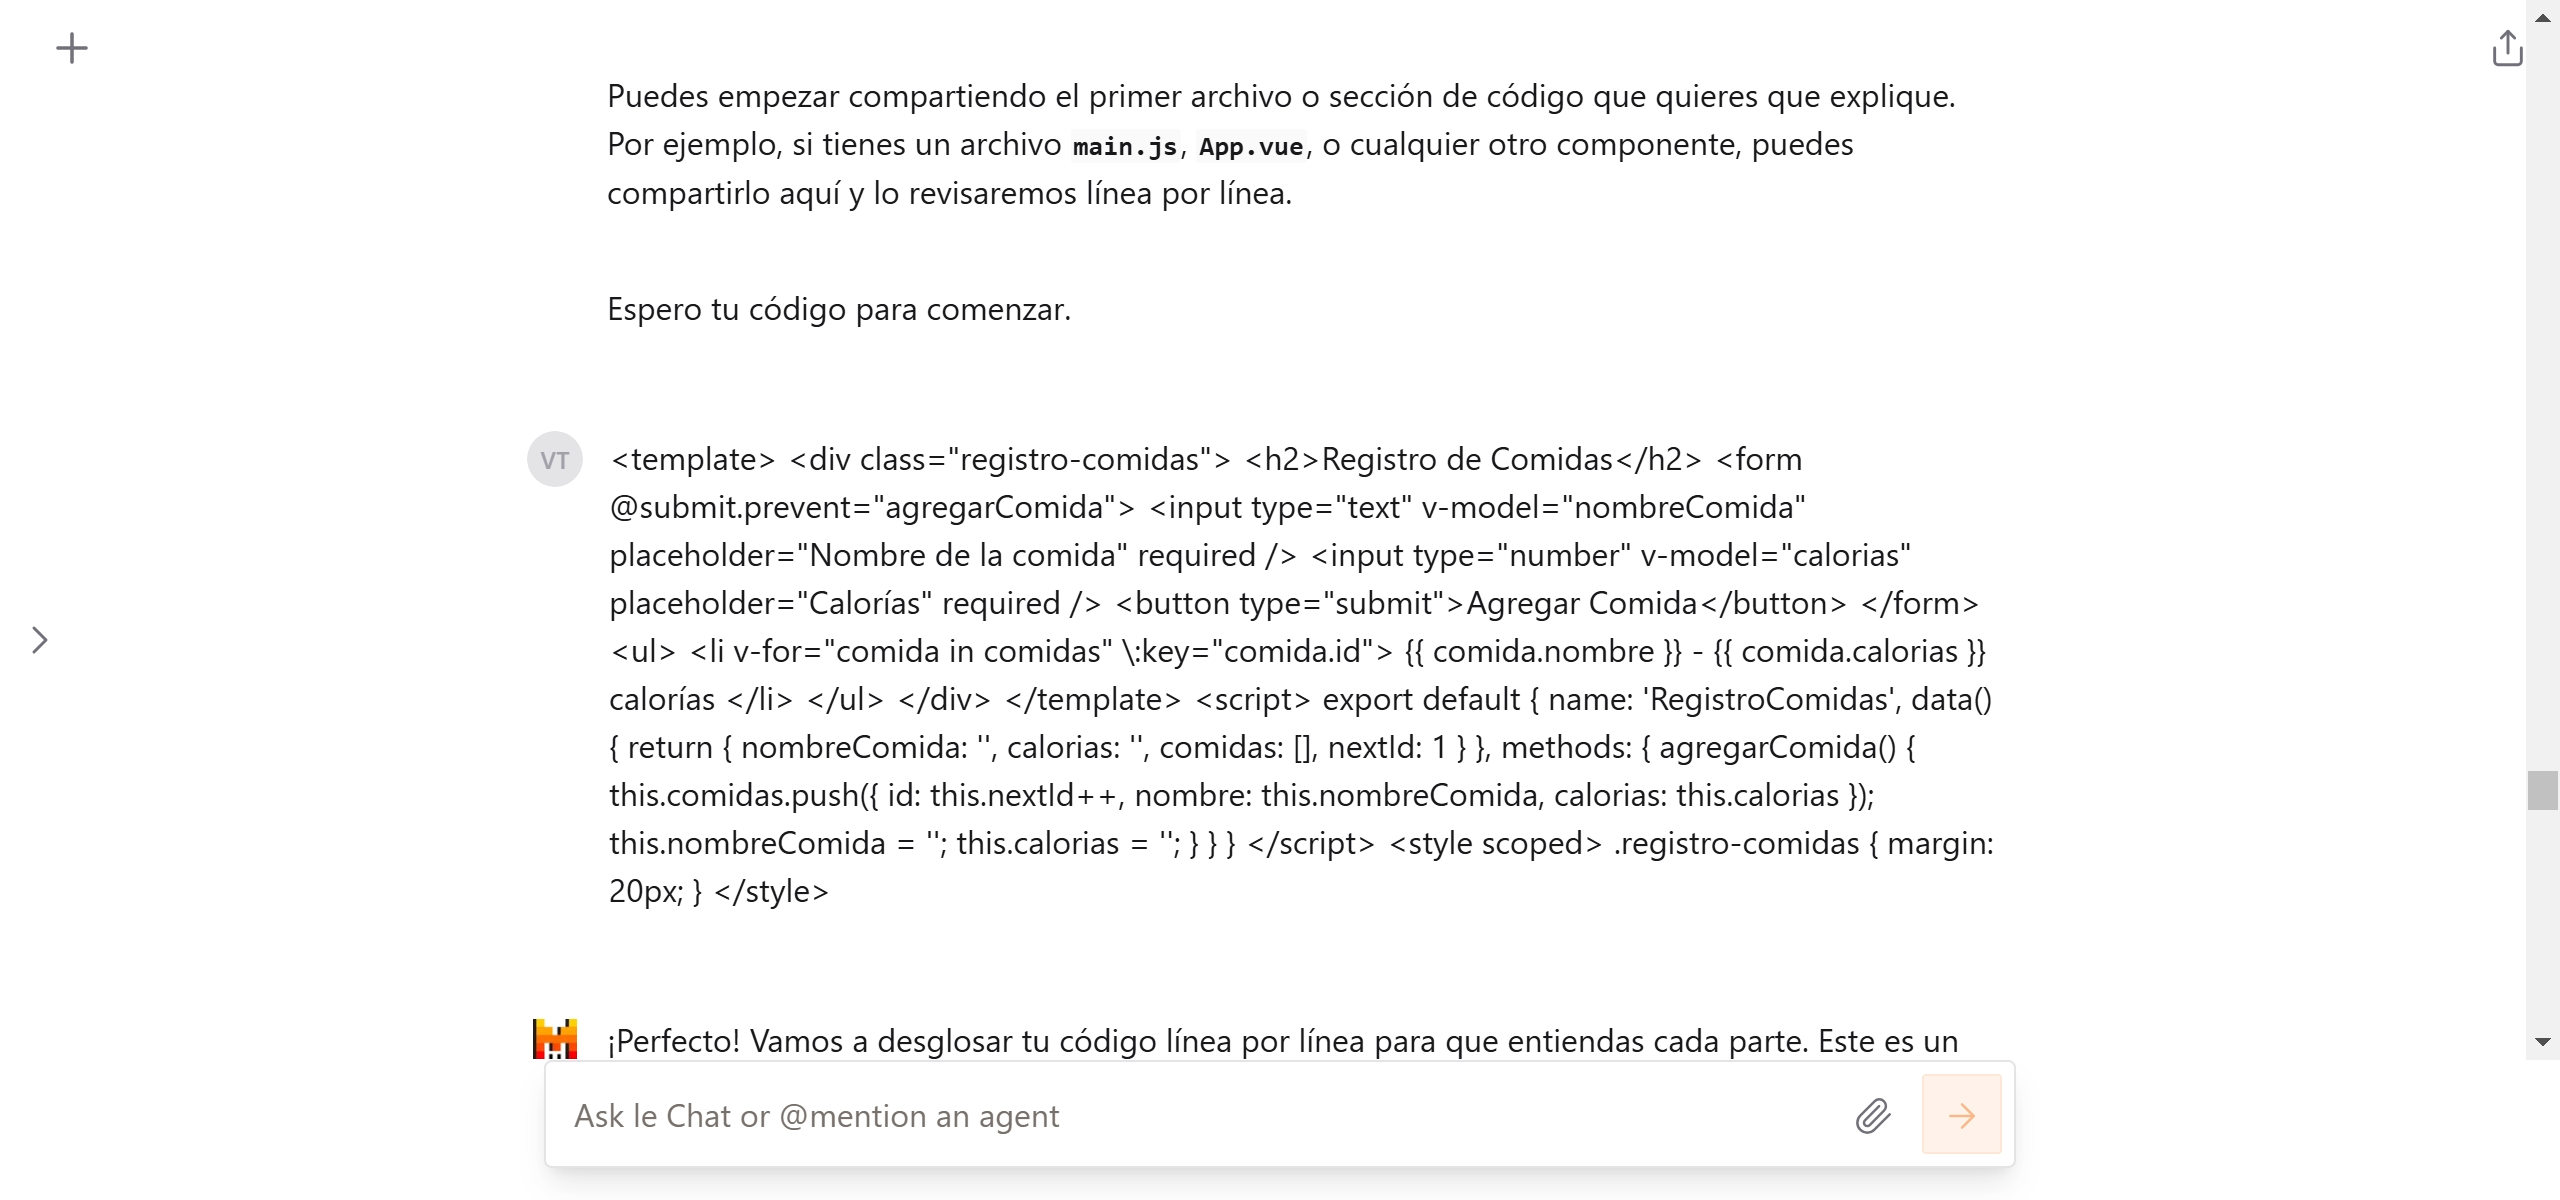 Puedes empezar compartiendo el primer archivo o sección de código que quieres que explique.
Por ejemplo, si tienes un archivo main.js, App.vue, o cualquier otro componente, puedes
compartirlo aquí y lo revisaremos línea por línea.
Espero tu código para comenzar.
VT
<template> <div class="registro-comidas"> <h2>Registro de Comidas</h2> <form
@submit.prevent="agregarComida"> <input type="text" v-model="nombreComida"
placeholder="Nombre de la comida" required /> <input type="number" v-model="calorias"
placeholder="Calorías" required /> <button type="submit">Agregar Comida</button> </form>
<ul> <li v-for="comida in comidas" \:key="comida.id"> {{ comida.nombre }} - {{ comida.calorias }}
calorías </li> </ul> </div> </template> <script> export default { name: 'RegistroComidas', data()
{ return { nombreComida: '', calorias: '', comidas: [], nextId: 1 } }, methods: { agregarComida() {
this.comidas.push({ id: this.nextId++, nombre: this.nombreComida, calorias: this.calorias });
this.nombreComida = ''; this.calorias = ''; } } } </script> <style scoped> .registro-comidas { margin:
20px; } </style>
¡Perfecto! Vamos a desglosar tu código línea por línea para que entiendas cada parte. Este es un
Ask le Chat or @mention an agent